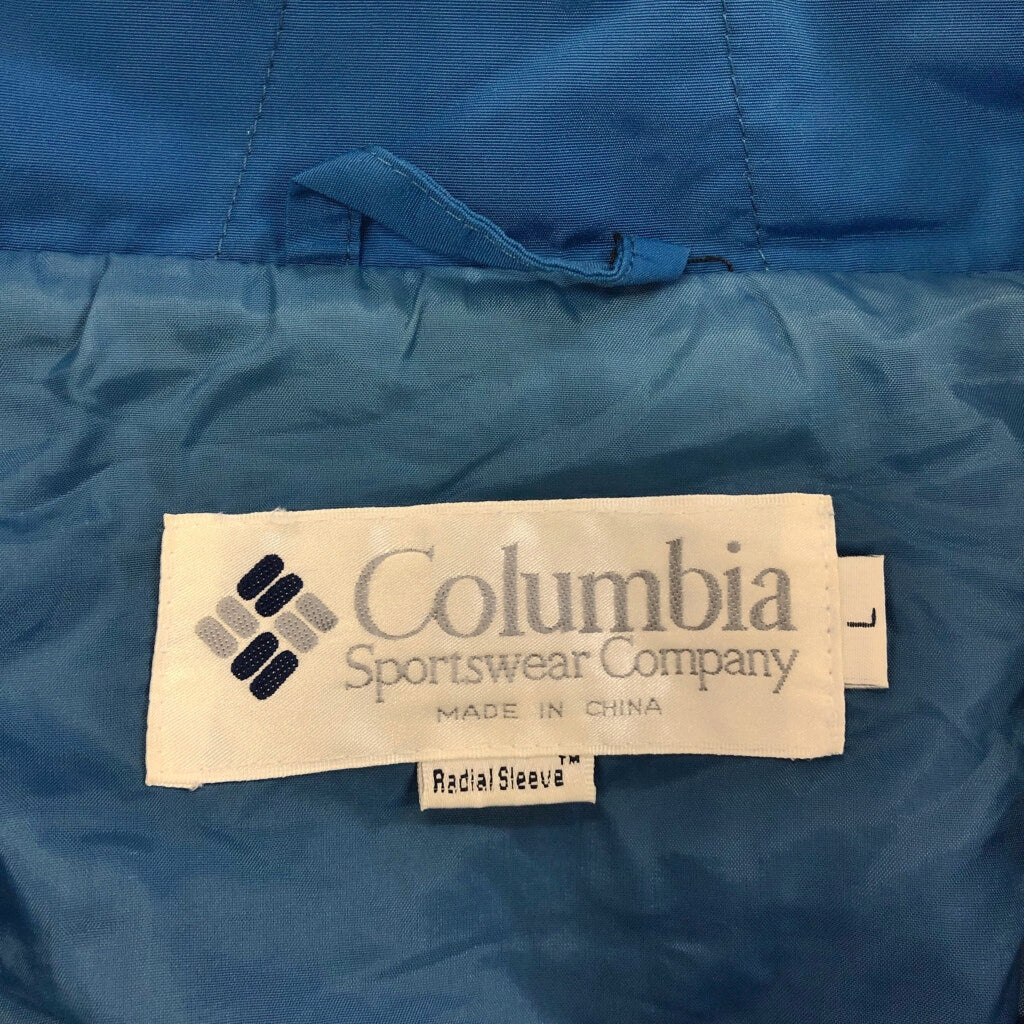 Columbia
Sportswear Company
MADE IN CHINA
L
Radial Sleeve™